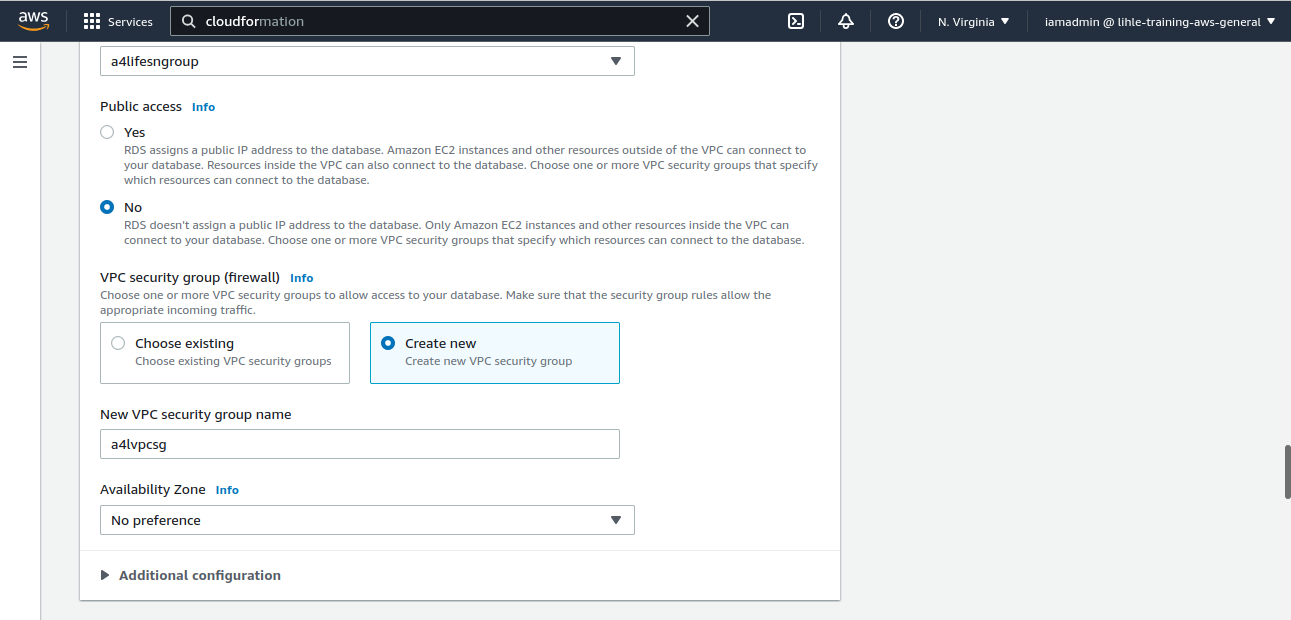 aws
Services
cloudformation
N. Virginia
iamadmin @ lihle-training-aws-general
a4lifesngroup
Public access Info
Yes
RDS assigns a public IP address to the database. Amazon EC2 instances and other resources outside of the VPC can connect to
your database. Resources inside the VPC can also connect to the database. Choose one or more VPC security groups that specify
which resources can connect to the database.
No
RDS doesn't assign a public IP address to the database. Only Amazon EC2 instances and other resources inside the VPC can
connect to your database. Choose one or more VPC security groups that specify which resources can connect to the database.
VPC security group (firewall) Info
Choose one or more VPC security groups to allow access to your database. Make sure that the security group rules allow the
appropriate incoming traffic.
Choose existing
Choose existing VPC security groups
Create new
Create new VPC security group
New VPC security group name
a4lvpcsg
Availability Zone Info
No preference
Additional configuration